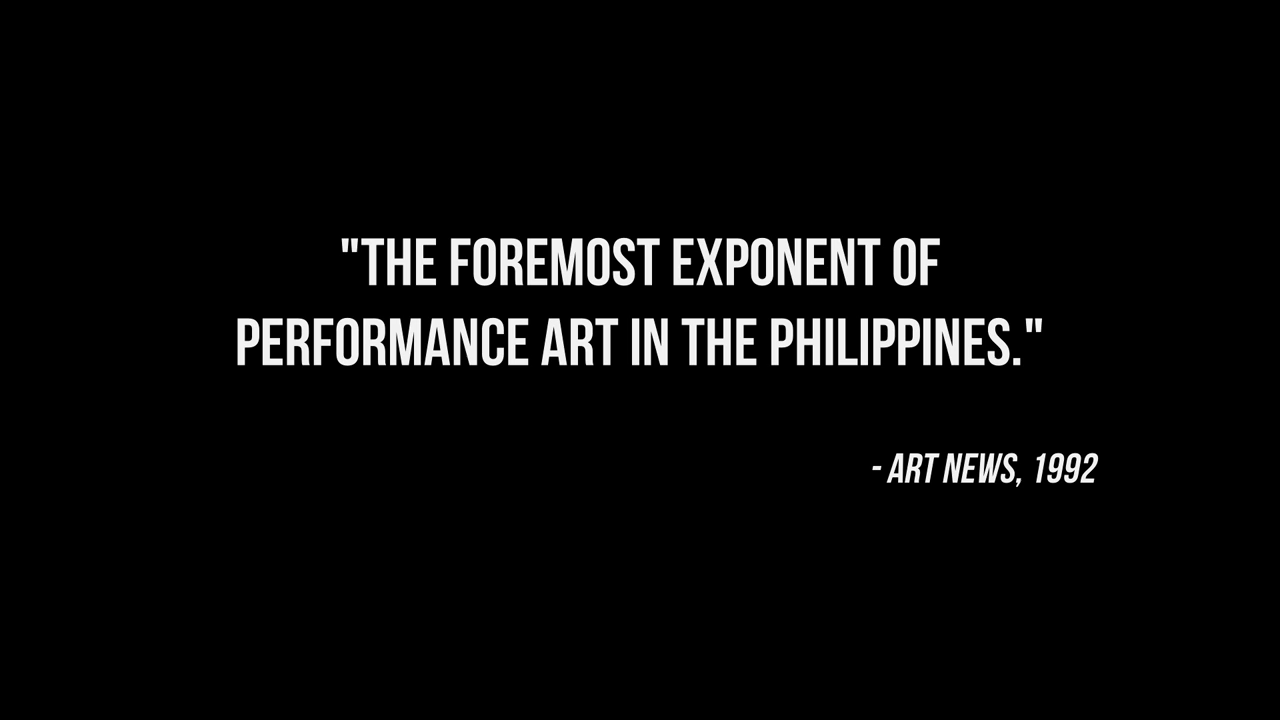 "THE FOREMOST EXPONENT OF
PERFORMANCE ART IN THE PHILIPPINES."
- ART NEWS, 1992